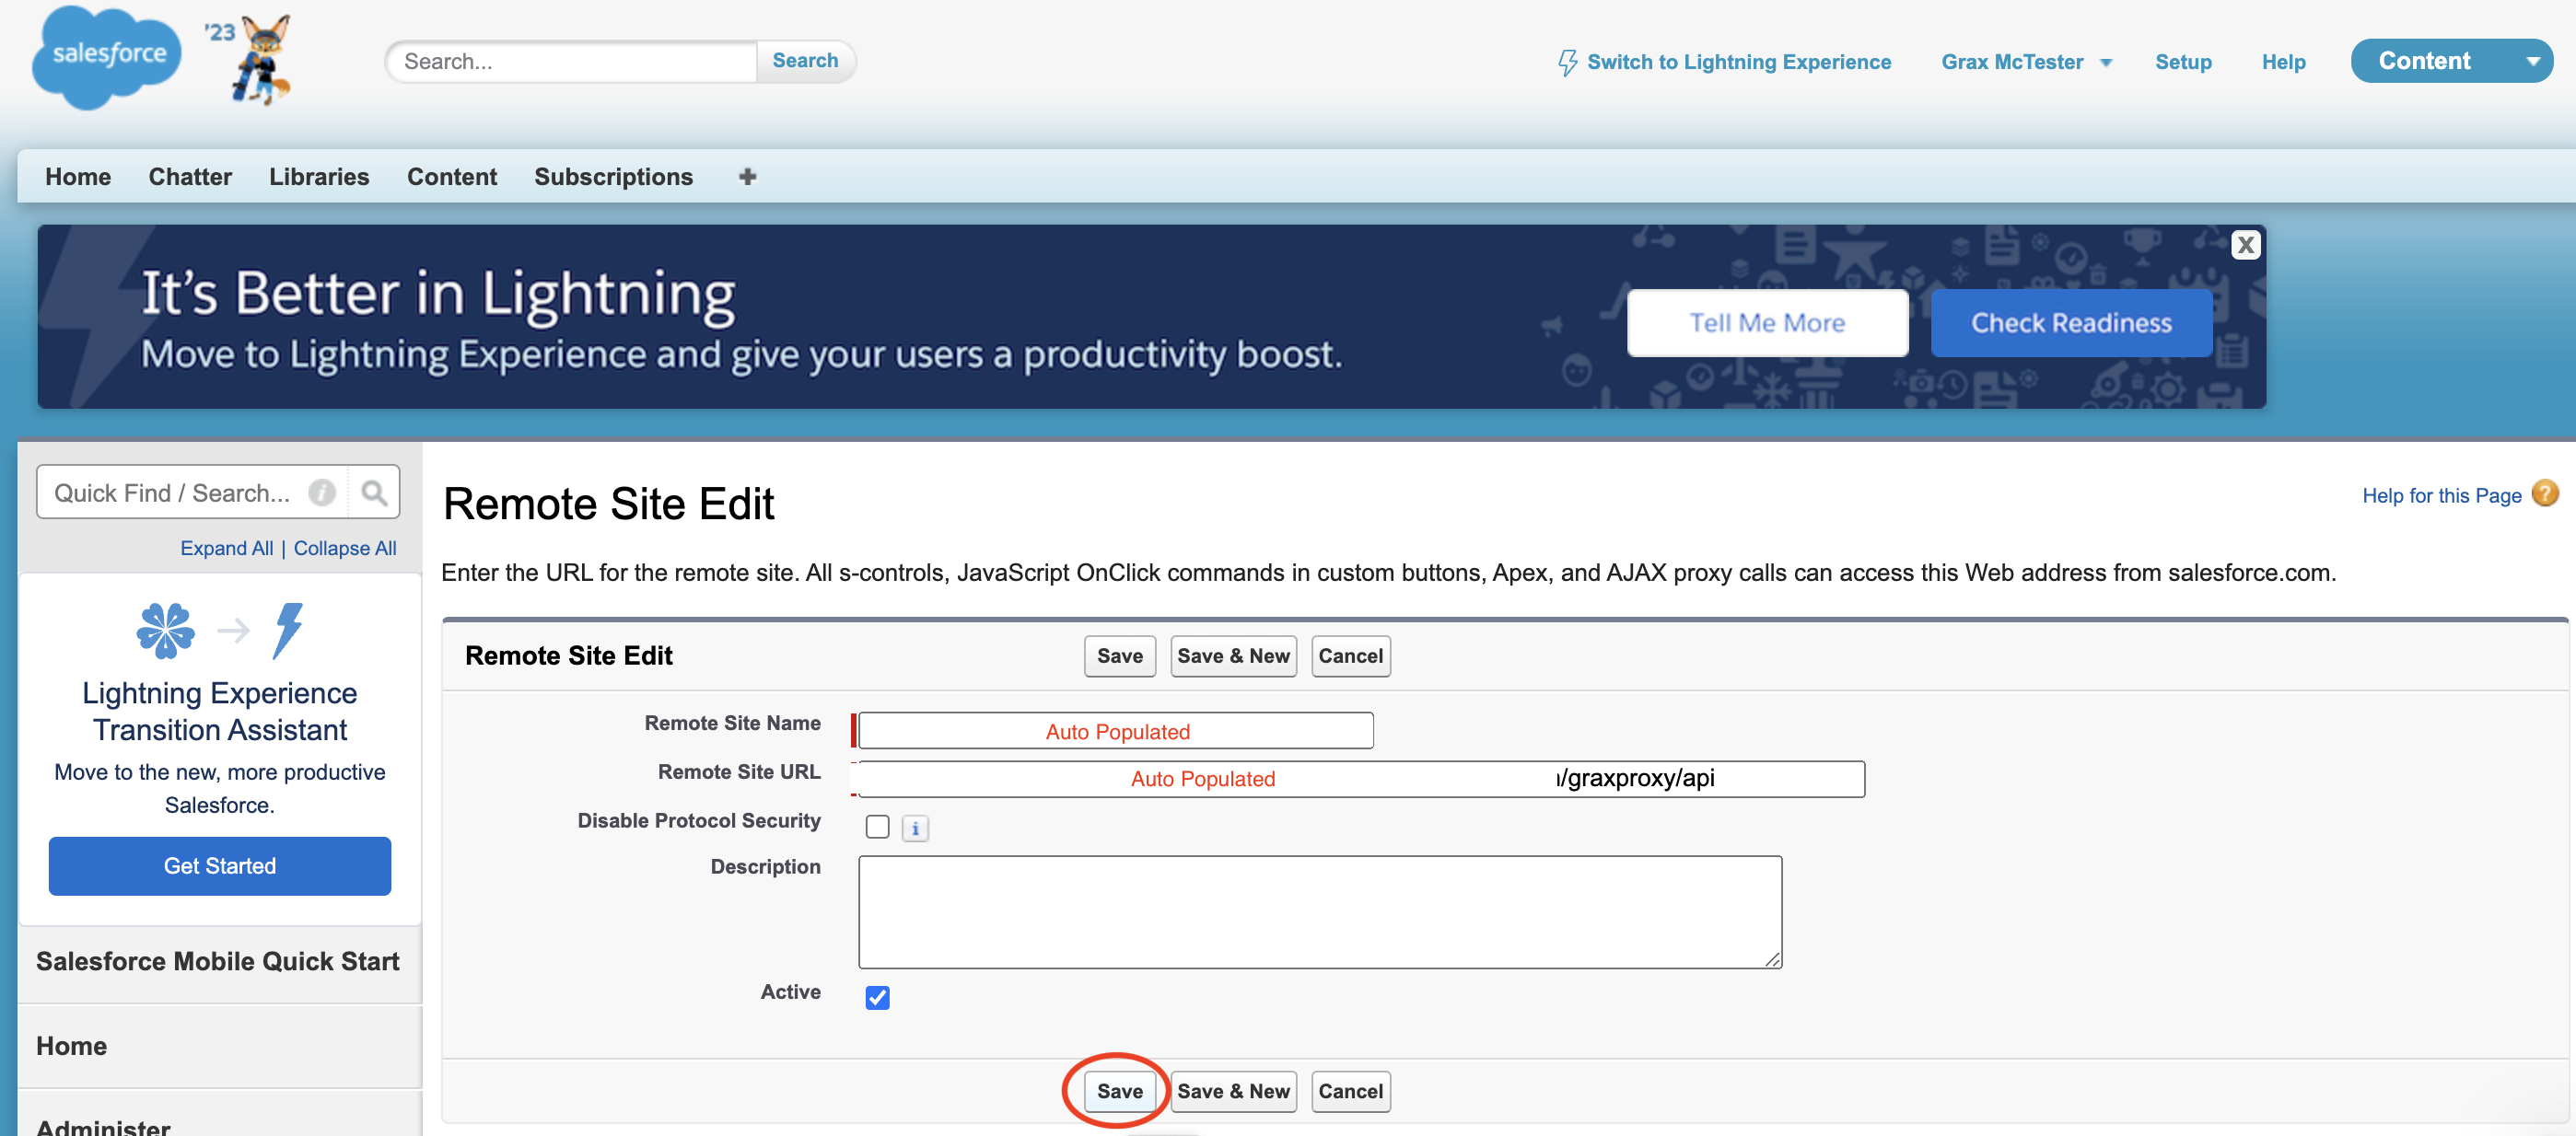 salesforce
'23
Search...
Search
Switch to Lightning Experience
Grax McTester
Setup
Help
Content
Home
Chatter
Libraries
Content
Subscriptions
It's Better in Lightning
Move to Lightning Experience and give your users a productivity boost.
Tell Me More
Check Readiness
X
Quick Find / Search...
Expand All | Collapse All
Lightning Experience
Transition Assistant
Move to the new, more productive
Salesforce.
Get Started
Salesforce Mobile Quick Start
Home
Administer
Remote Site Edit
Help for this Page
Enter the URL for the remote site. All s-controls, JavaScript OnClick commands in custom buttons, Apex, and AJAX proxy calls can access this Web address from salesforce.com.
Remote Site Edit
Save
Save & New
Cancel
Remote Site Name
Auto Populated
Remote Site URL
Auto Populated
/graxproxy/api
Disable Protocol Security
Description
Active
Save
Save & New
Cancel